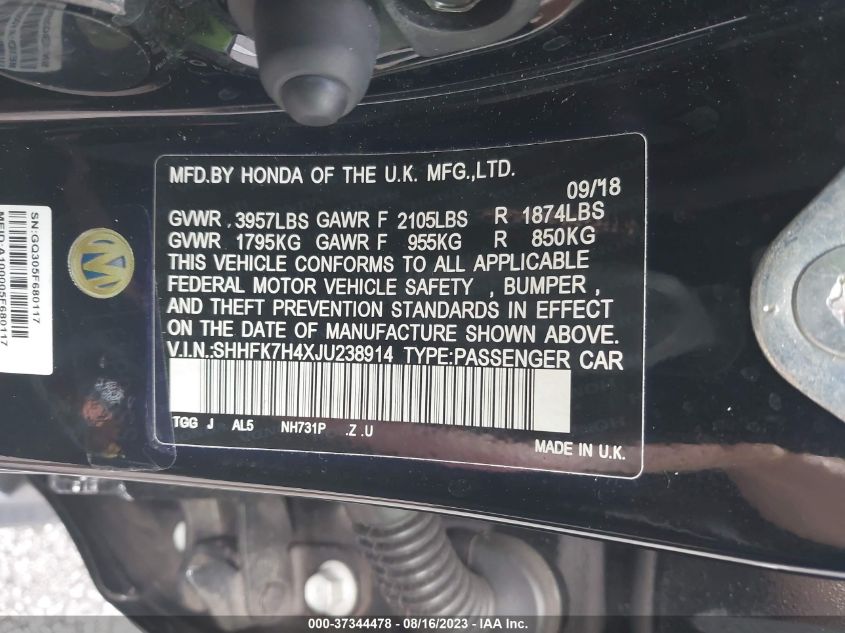 MFD.BY HONDA OF THE U.K. MFG.,LTD.
09/18
GVWR . 3957LBS GAWR F 2105LBS R 1874LBS
GVWR 1795KG GAWR F 955KG R 850KG
THIS VEHICLE CONFORMS TO ALL APPLICABLE
FEDERAL MOTOR VEHICLE SAFETY , BUMPER ,
AND THEFT PREVENTION STANDARDS IN EFFECT
ON THE DATE OF MANUFACTURE SHOWN ABOVE.
V.I.N.:SHHFK7H4XJU238914 TYPE:PASSENGER CAR
TGG J AL5 NH731P .Z .U
MADE IN U.K.
SN:GQ305F680117
MEID:A100005F680117
M
000-37344478 - 08/16/2023 - IAA Inc.